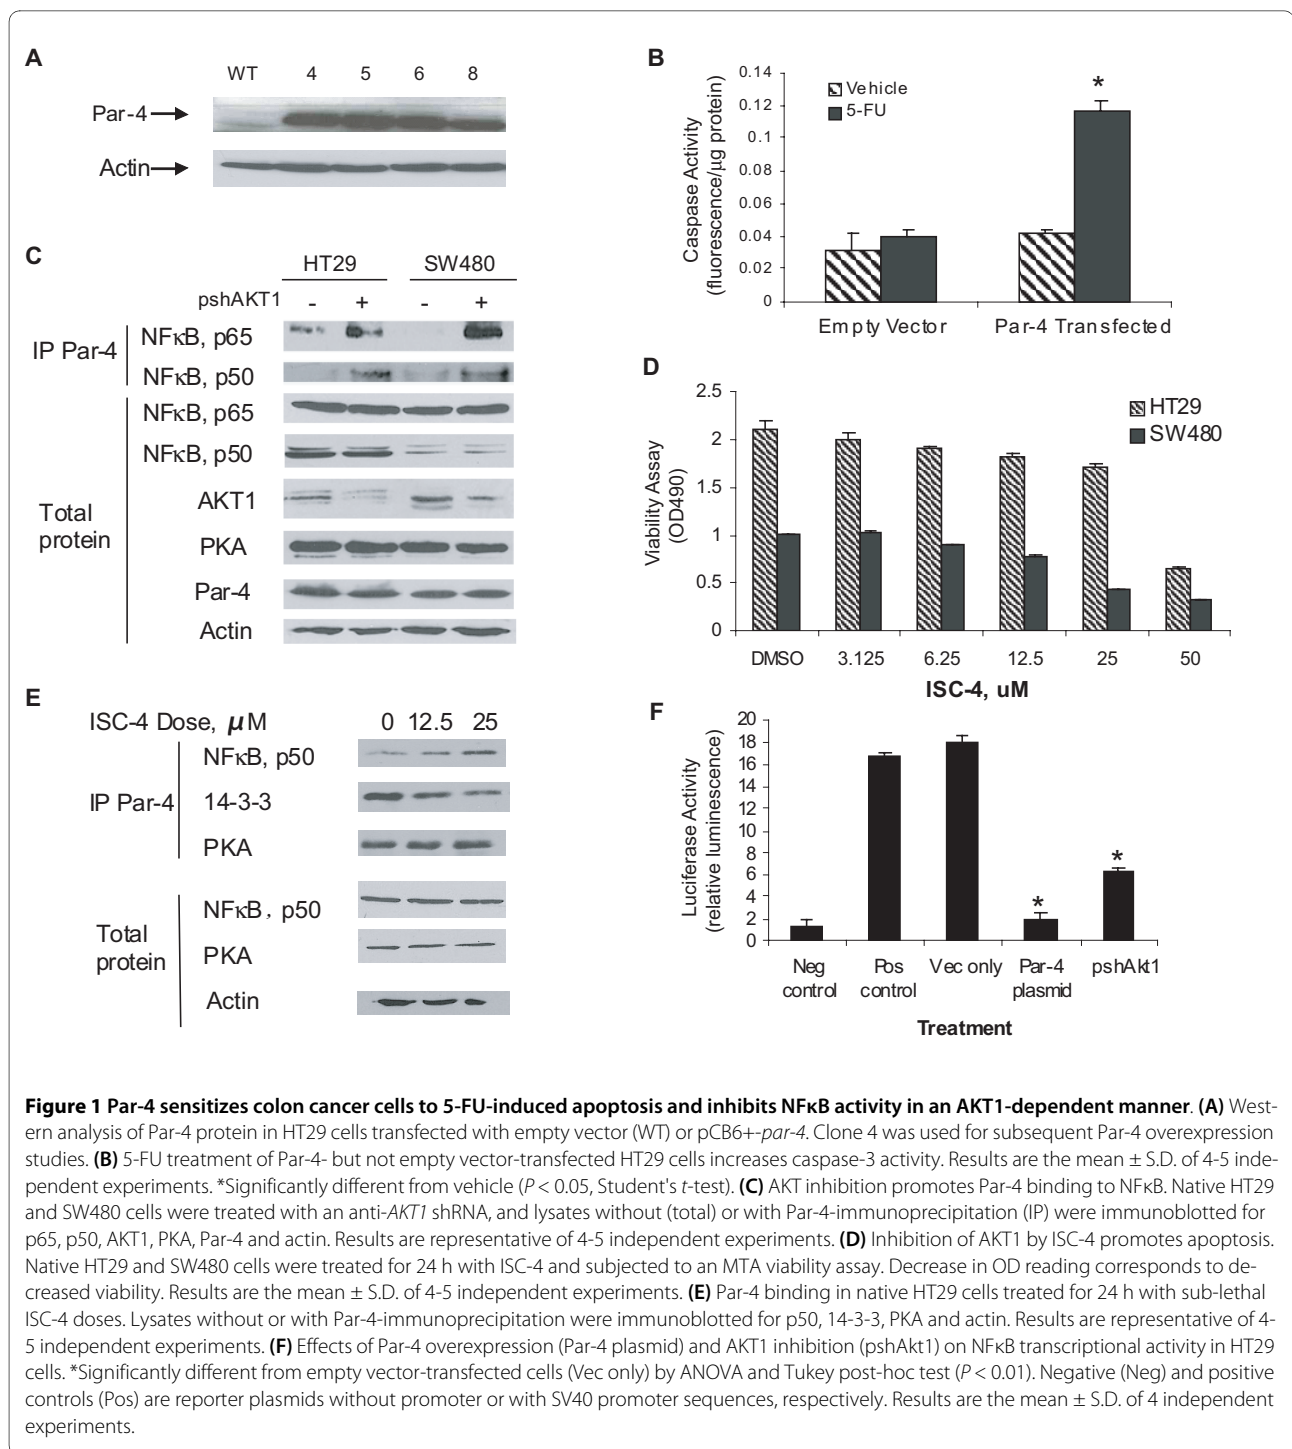 A
WT 4 5 6 8
Par-4
Actin
B
0.14
0.12
0.1
0.08
0.06
0.04
0.02
0
Caspase Activity
(fluorescence/μg protein)
Vehicle
5-FU
*
Empty Vector Par-4 Transfected
C
HT29 SW480
pshAKT1 - + - +
IP Par-4
NFκB, p65
NFκB, p50
Total
protein
NFκB, p65
NFκB, p50
AKT1
PKA
Par-4
Actin
D
2.5
2
1.5
1
0.5
0
Viability Assay
(OD490)
HT29
SW480
DMSO 3.125 6.25 12.5 25 50
ISC-4, uM
E
ISC-4 Dose, μM 0 12.5 25
IP Par-4
NFκB, p50
14-3-3
PKA
Total
protein
NFκB, p50
PKA
Actin
F
20
18
16
14
12
10
8
6
4
2
0
Luciferase Activity
(relative luminescence)
*
*
Neg
control
Pos
control
Vec only
Par-4
plasmid
pshAkt1
Treatment
Figure 1 Par-4 sensitizes colon cancer cells to 5-FU-induced apoptosis and inhibits NFκB activity in an AKT1-dependent manner. (A) West-
ern analysis of Par-4 protein in HT29 cells transfected with empty vector (WT) or pCB6+-par-4. Clone 4 was used for subsequent Par-4 overexpression
studies. (B) 5-FU treatment of Par-4- but not empty vector-transfected HT29 cells increases caspase-3 activity. Results are the mean ± S.D. of 4-5 inde-
pendent experiments. *Significantly different from vehicle (P < 0.05, Student's t-test). (C) AKT inhibition promotes Par-4 binding to NFκB. Native HT29
and SW480 cells were treated with an anti-AKT1 shRNA, and lysates without (total) or with Par-4-immunoprecipitation (IP) were immunoblotted for
p65, p50, AKT1, PKA, Par-4 and actin. Results are representative of 4-5 independent experiments. (D) Inhibition of AKT1 by ISC-4 promotes apoptosis.
Native HT29 and SW480 cells were treated for 24 h with ISC-4 and subjected to an MTA viability assay. Decrease in OD reading corresponds to de-
creased viability. Results are the mean ± S.D. of 4-5 independent experiments. (E) Par-4 binding in native HT29 cells treated for 24 h with sub-lethal
ISC-4 doses. Lysates without or with Par-4-immunoprecipitation were immunoblotted for p50, 14-3-3, PKA and actin. Results are representative of 4-
5 independent experiments. (F) Effects of Par-4 overexpression (Par-4 plasmid) and AKT1 inhibition (pshAkt1) on NFκB transcriptional activity in HT29
cells. *Significantly different from empty vector-transfected cells (Vec only) by ANOVA and Tukey post-hoc test (P < 0.01). Negative (Neg) and positive
controls (Pos) are reporter plasmids without promoter or with SV40 promoter sequences, respectively. Results are the mean ± S.D. of 4 independent
experiments.